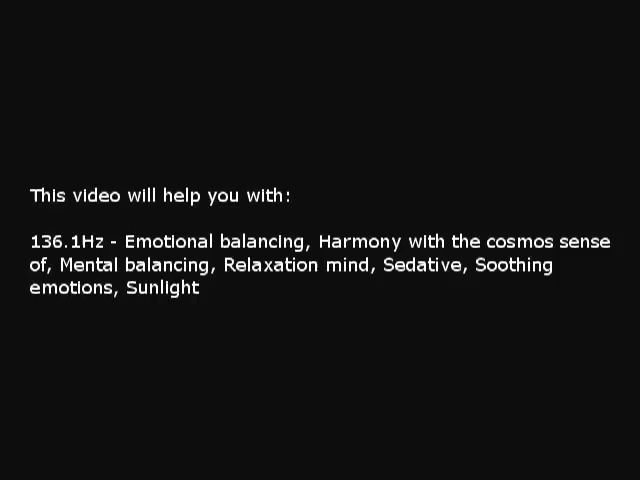 This video will help you with:
136.1Hz - Emotional balancing, Harmony with the cosmos sense
of, Mental balancing, Relaxation mind, Sedative, Soothing
emotions, Sunlight